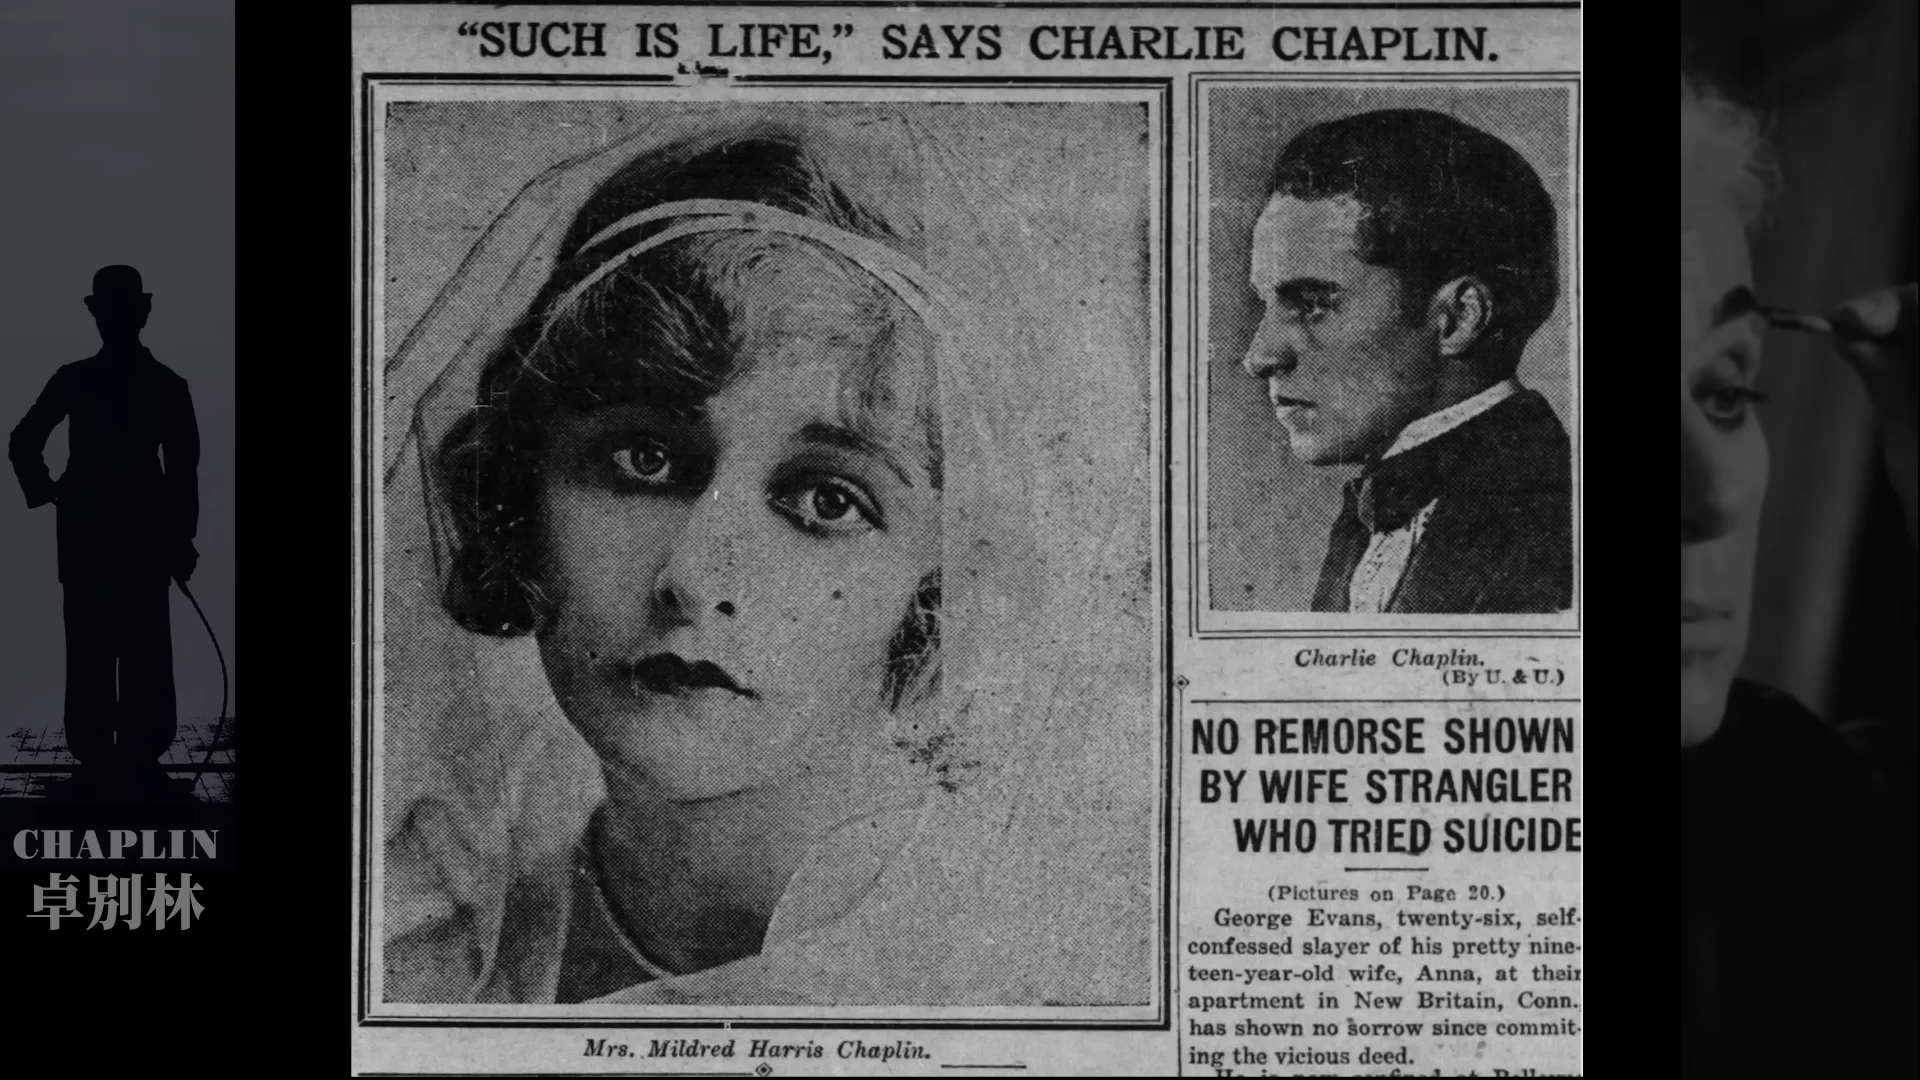 “SUCH IS LIFE,” SAYS CHARLIE CHAPLIN.
Mrs. Mildred Harris Chaplin.
Charlie Chaplin.
(By U. & U.)
NO REMORSE SHOWN
BY WIFE STRANGLER
WHO TRIED SUICIDE
(Pictures on Page 20.)
George Evans, twenty-six, self-
confessed slayer of his pretty nine-
teen-year-old wife, Anna, at their
apartment in New Britain, Conn.,
has shown no sorrow since commit-
ing the vicious deed.
CHAPLIN
卓别林